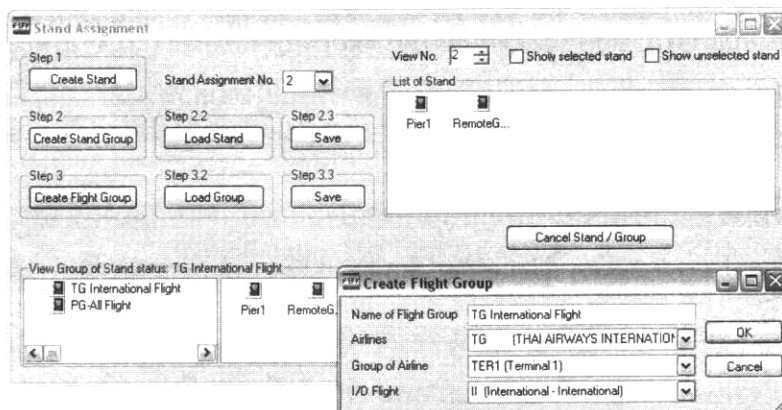 Stand Assignment
Step 1
Create Stand
Stand Assignment No. 2
View No. 2
Show selected stand
Show unselected stand
List of Stand
Pier1 RemoteG...
Step 2
Create Stand Group
Step 2.2
Load Stand
Step 2.3
Save
Step 3
Create Flight Group
Step 3.2
Load Group
Step 3.3
Save
Cancel Stand / Group
View Group of Stand status: TG International Flight
TG International Flight
PG-All Flight
Pier1 RemoteG.
Create Flight Group
Name of Flight Group TG International Flight
Airlines TG (THAI AIRWAYS INTERNATION
Group of Airline TER1 (Terminal 1)
I/D Flight II (International - International)
OK
Cancel